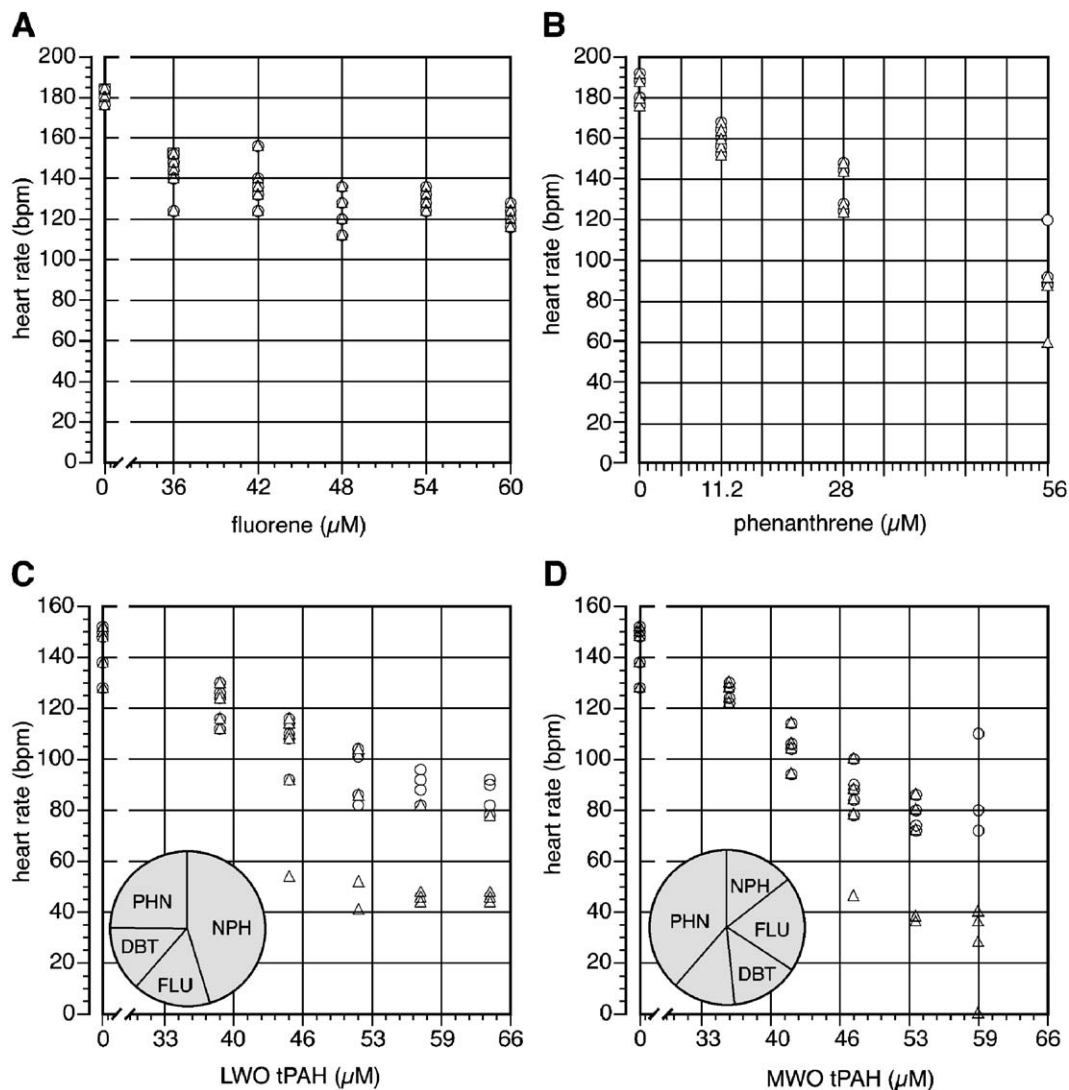 A
200
180
160
140
120
100
80
60
40
20
0
heart rate (bpm)
0 36 42 48 54 60
fluorene (µM)
B
200
180
160
140
120
100
80
60
40
20
0
heart rate (bpm)
0 11.2 28 56
phenanthrene (µM)
C
160
140
120
100
80
60
40
20
0
heart rate (bpm)
PHN
NPH
DBT
FLU
0 33 40 53 66
LWO tPAH (µM)
D
160
140
120
100
80
60
40
20
0
heart rate (bpm)
NPH
PHN
FLU
DBT
0 33 40 46 53 59 66
MWO tPAH (µM)